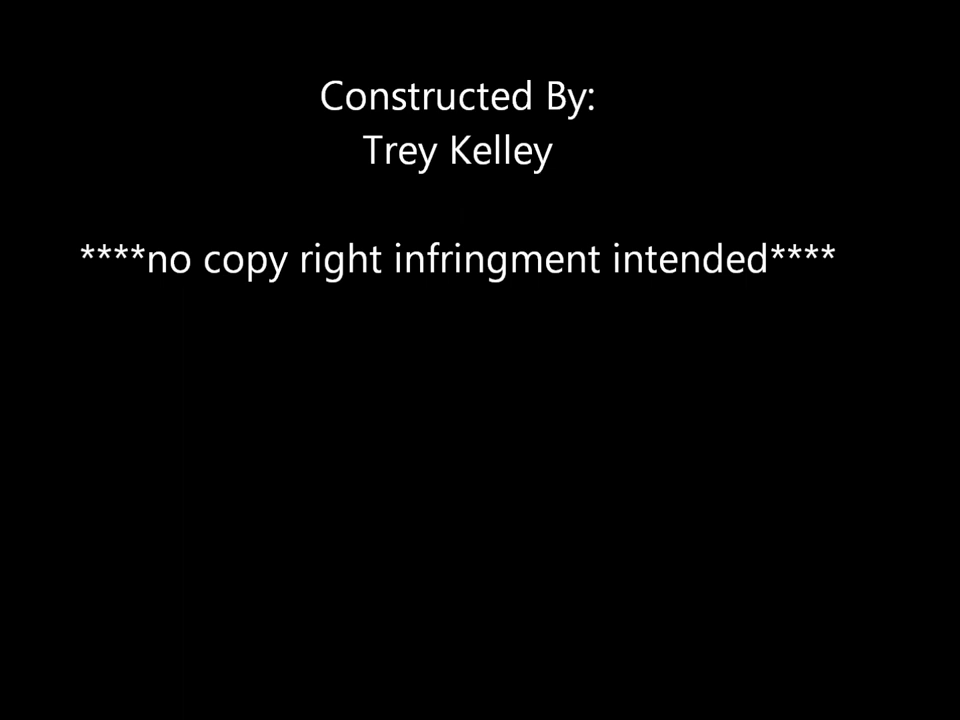 Constructed By:
Trey Kelley
****no copy right infringment intended****